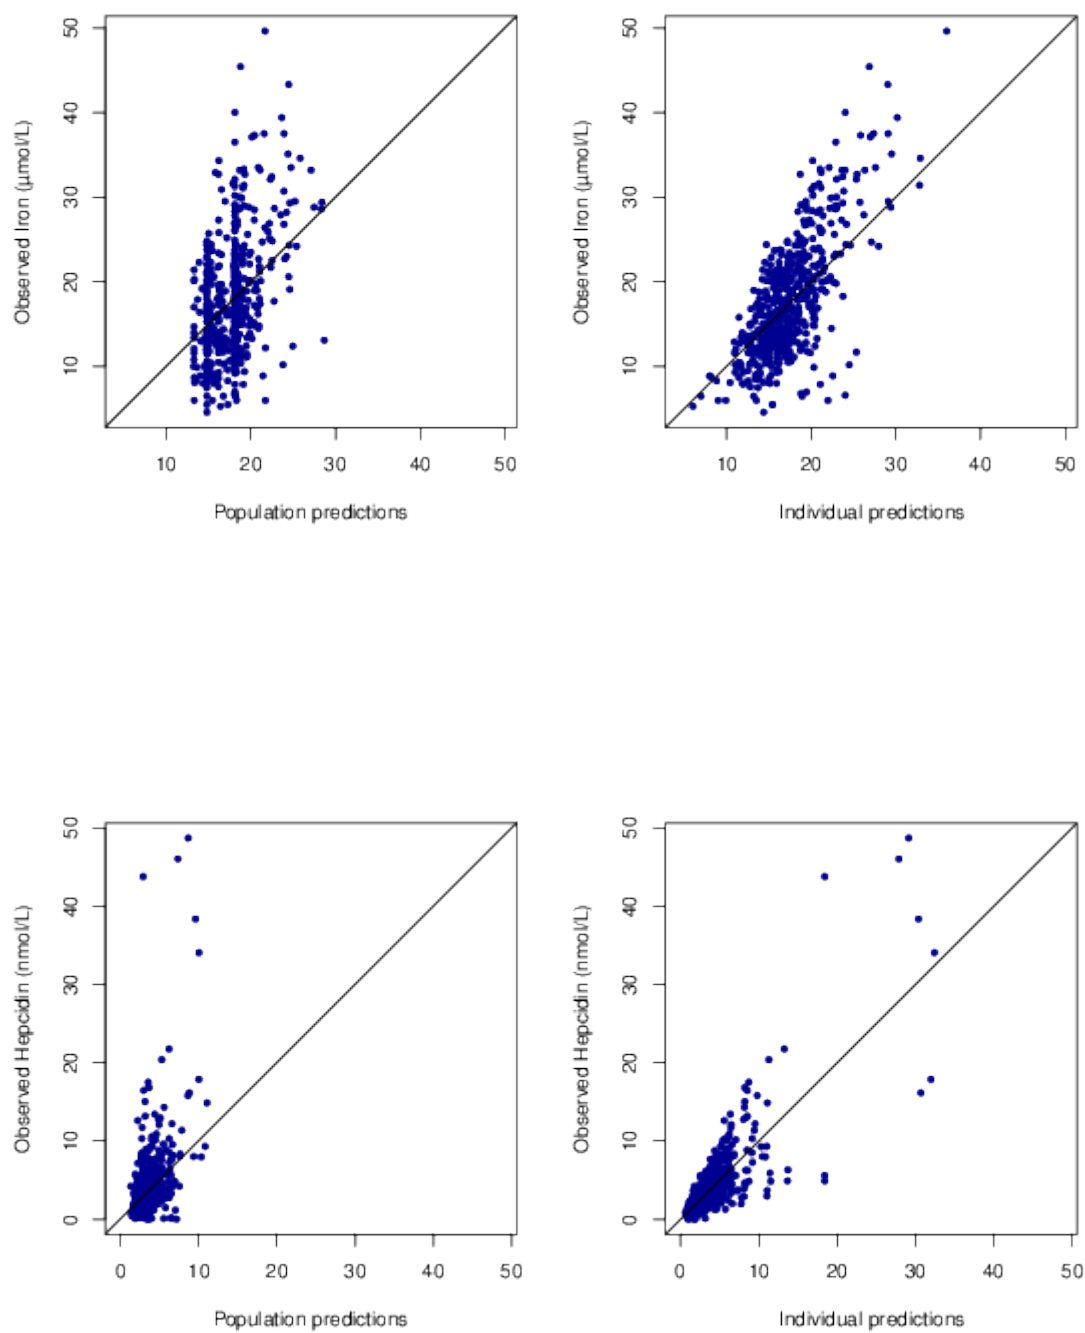 50
40
30
20
10
Observed Iron (µmol/L)
10 20 30 40 50
Population predictions
50
40
30
20
10
Observed Iron (µmol/L)
10 20 30 40 50
Individual predictions
50
40
30
20
10
0
Observed Hepcidin (nmol/L)
0 10 20 30 40 50
Population predictions
50
40
30
20
10
0
Observed Hepcidin (nmol/L)
0 10 20 30 40 50
Individual predictions